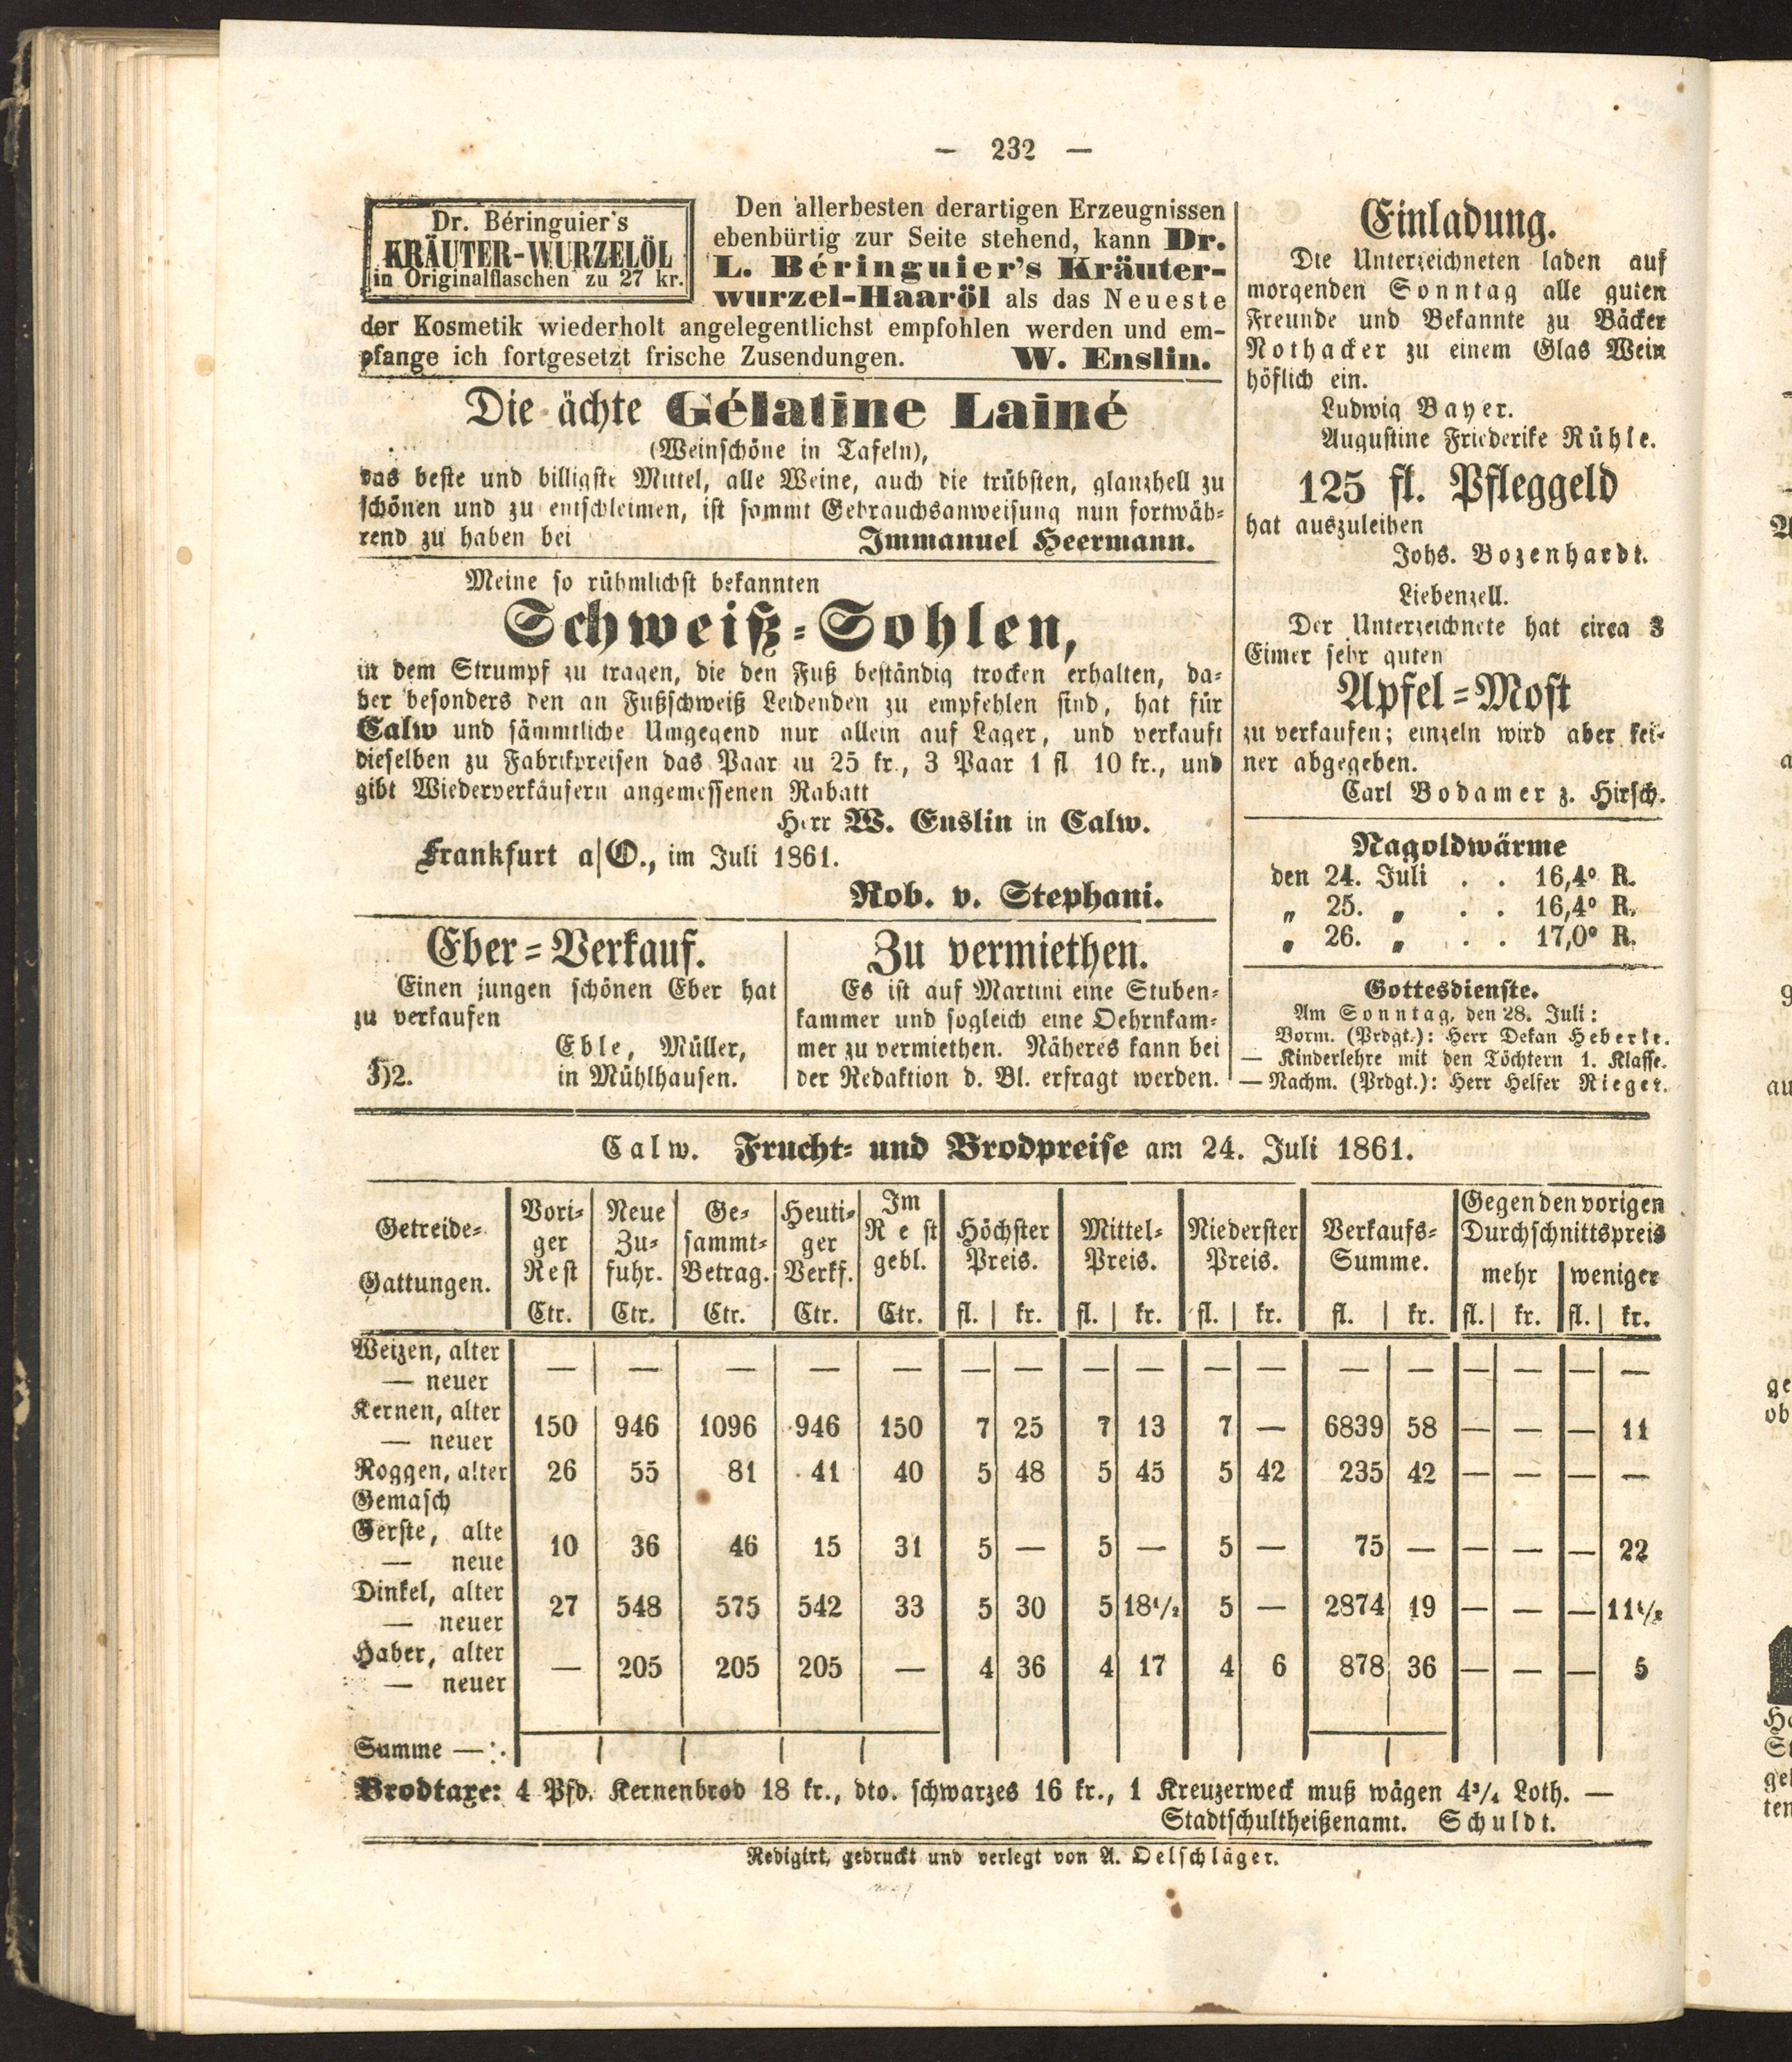 — 232 —
Dr. Béringuier's
KRÄUTER-WURZELÖL
in Originalflaschen zu 27 kr.
Den allerbesten derartigen Erzeugnissen
ebenbürtig zur Seite stehend, kann Dr.
L. Béringuier's Kräuter-
wurzel-Haaröl als das Neueste
der Kosmetik wiederholt angelegentlichst empfohlen werden und em-
pfange ich fortgesetzt frische Zusendungen. W. Enslin.
Die ächte Gélatine Lainé
(Weinschöne in Tafeln),
das beste und billigste Mittel, alle Weine, auch die trübsten, glanzhell zu
schönen und zu entschleimen, ist sammt Gebrauchsanweisung nun fortwäh-
rend zu haben bei Immanuel Heermann.
Meine so rühmlichst bekannten
Schweiß-Sohlen,
in dem Strumpf zu tragen, die den Fuß beständig trocken erhalten, da-
her besonders den an Fußschweiß Leidenden zu empfehlen sind, hat für
Calw und sämmtliche Umgegend nur allein auf Lager, und verkauft
dieselben zu Fabrikpreisen das Paar zu 25 kr., 3 Paar 1 fl 10 kr., und
gibt Wiederverkäufern angemessenen Rabatt
Herr W. Enslin in Calw.
Frankfurt a|O., im Juli 1861.
Rob. v. Stephani.
Eber-Verkauf.
Einen jungen schönen Eber hat
zu verkaufen
Eble, Müller,
3)2. in Mühlhausen.
Zu vermiethen.
Es ist auf Martini eine Stuben-
kammer und sogleich eine Oehrnkam-
mer zu vermiethen. Näheres kann bei
der Redaktion d. Bl. erfragt werden.
Einladung.
Die Unterzeichneten laden auf
morgenden Sonntag alle guten
Freunde und Bekannte zu Bäcker
Nothacker zu einem Glas Wein
höflich ein.
Ludwig Bayer.
Augustine Friederike Rühle.
125 fl. Pfleggeld
hat auszuleihen
Johs. Bozenhardt.
Liebenzell.
Der Unterzeichnete hat circa 3
Eimer sehr guten
Apfel-Most
zu verkaufen; einzeln wird aber kei-
ner abgegeben.
Carl Bodamer z. Hirsch.
Nagoldwärme
den 24. Juli . . 16,4° R.
„ 25. „ . . 16,4° R.
„ 26. „ . . 17,0° R.
Gottesdienste.
Am Sonntag, den 28. Juli:
Vorm. (Prdgt.): Herr Dekan Heberle.
— Kinderlehre mit den Töchtern 1. Klasse.
— Nachm. (Prdgt.): Herr Helfer Rieger.
Calw. Frucht- und Brodpreise am 24. Juli 1861.
Getreide-Gattungen. | Vori-ger Rest | Neue Zu-fuhr. | Ge-sammt-Betrag. | Heuti-ger Verkf. | Im Rest gebl. | Höchster Preis. | Mittel-Preis. | Niederster Preis. | Verkaufs-Summe. | Gegen den vorigen Durchschnittspreis
mehr | weniger
Ctr. | Ctr. | Ctr. | Ctr. | Ctr. | fl. | kr. | fl. | kr. | fl. | kr. | fl. | kr. | fl. | kr. | fl. | kr.
Weizen, alter
— neuer — — — — — — — — — — — — — — — — —
Kernen, alter
— neuer 150 946 1096 946 150 7 25 7 13 7 — 6839 58 — — — 11
Roggen, alter 26 55 81 41 40 5 48 5 45 5 42 235 42 — — — —
Gemasch
Gerste, alte
— neue 10 36 46 15 31 5 — 5 — 5 — 75 — — — — 22
Dinkel, alter
— neuer 27 548 575 542 33 5 30 5 18½ 5 — 2874 19 — — — 11½
Haber, alter
— neuer — 205 205 205 — 4 36 4 17 4 6 878 36 — — — 5
Summe — :.
Brodtaxe: 4 Pfd. Kernenbrod 18 kr., dto. schwarzes 16 kr., 1 Kreuzerweck muß wägen 4¾ Loth. —
Stadtschultheißenamt. Schuldt.
Redigirt, gedruckt und verlegt von A. Oelschläger.